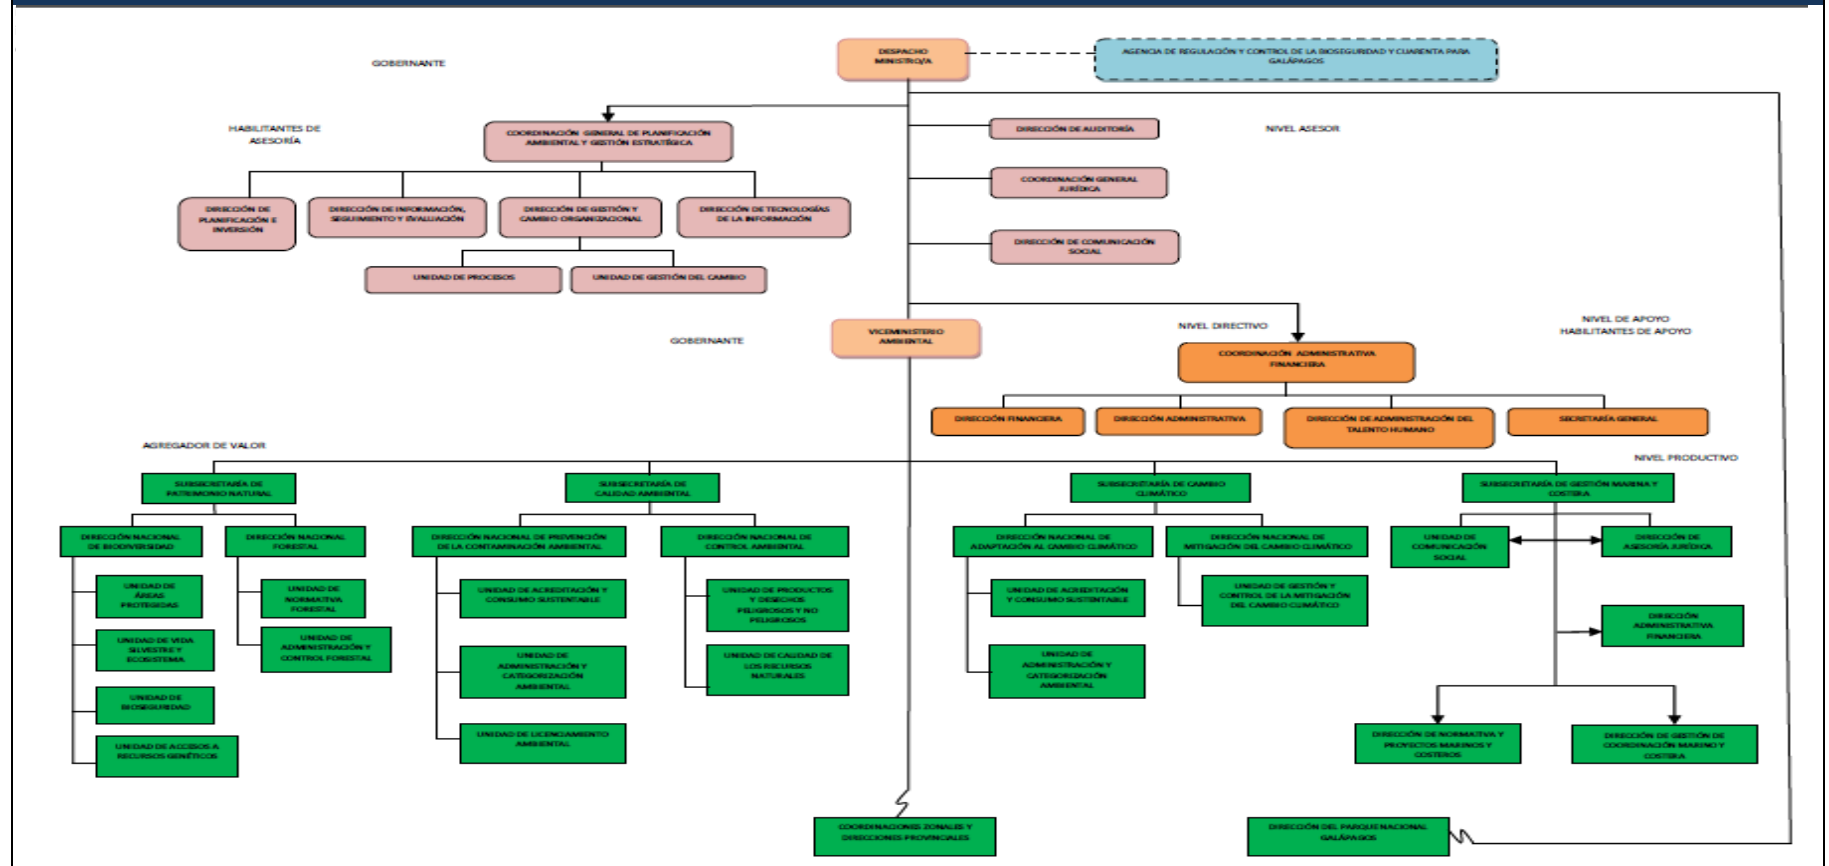 DESPACHO
MINISTRO/A
AGENCIA DE REGULACIÓN Y CONTROL DE LA BIOSEGURIDAD Y CUARENTA PARA
GALÁPAGOS
GOBERNANTE
HABILITANTES DE
ASESORÍA
COORDINACIÓN GENERAL DE PLANIFICACIÓN
AMBIENTAL Y GESTIÓN ESTRATÉGICA
DIRECCIÓN DE AUDITORÍA
NIVEL ASESOR
COORDINACIÓN GENERAL
JURÍDICA
DIRECCIÓN DE
PLANIFICACIÓN E
INVERSIÓN
DIRECCIÓN DE INFORMACIÓN,
SEGUIMIENTO Y EVALUACIÓN
DIRECCIÓN DE GESTIÓN Y
CAMBIO ORGANIZACIONAL
DIRECCIÓN DE TECNOLOGÍAS
DE LA INFORMACIÓN
DIRECCIÓN DE COMUNICACIÓN
SOCIAL
UNIDAD DE PROCESOS
UNIDAD DE GESTIÓN DEL CAMBIO
GOBERNANTE
VICEMINISTERIO
AMBIENTAL
NIVEL DIRECTIVO
NIVEL DE APOYO
HABILITANTES DE APOYO
COORDINACIÓN ADMINISTRATIVA
FINANCIERA
DIRECCIÓN FINANCIERA
DIRECCIÓN ADMINISTRATIVA
DIRECCIÓN DE ADMINISTRACIÓN DEL
TALENTO HUMANO
SECRETARÍA GENERAL
AGREGADOR DE VALOR
NIVEL PRODUCTIVO
SUBSECRETARÍA DE
PATRIMONIO NATURAL
SUBSECRETARÍA DE
CALIDAD AMBIENTAL
SUBSECRETARÍA DE CAMBIO
CLIMÁTICO
SUBSECRETARÍA DE GESTIÓN MARINA Y
COSTERA
DIRECCIÓN NACIONAL
DE BIODIVERSIDAD
DIRECCIÓN NACIONAL
FORESTAL
DIRECCIÓN NACIONAL DE PREVENCIÓN
DE LA CONTAMINACIÓN AMBIENTAL
DIRECCIÓN NACIONAL DE
CONTROL AMBIENTAL
DIRECCIÓN NACIONAL DE
ADAPTACIÓN AL CAMBIO CLIMÁTICO
DIRECCIÓN NACIONAL DE
MITIGACIÓN DEL CAMBIO CLIMÁTICO
UNIDAD DE
COMUNICACIÓN
SOCIAL
DIRECCIÓN DE
ASESORÍA JURÍDICA
UNIDAD DE
ÁREAS
PROTEGIDAS
UNIDAD DE
NORMATIVA
FORESTAL
UNIDAD DE ACREDITACIÓN Y
CONSUMO SUSTENTABLE
UNIDAD DE PRODUCTOS
Y DESECHOS
PELIGROSOS Y NO
PELIGROSOS
UNIDAD DE ACREDITACIÓN
Y CONSUMO SUSTENTABLE
UNIDAD DE GESTIÓN Y
CONTROL DE LA MITIGACIÓN
DEL CAMBIO CLIMÁTICO
DIRECCIÓN
ADMINISTRATIVA
FINANCIERA
UNIDAD DE VIDA
SILVESTRE Y
ECOSISTEMA
UNIDAD DE
ADMINISTRACIÓN Y
CONTROL FORESTAL
UNIDAD DE
ADMINISTRACIÓN Y
CATEGORIZACIÓN
AMBIENTAL
UNIDAD DE CALIDAD DE
LOS RECURSOS
NATURALES
UNIDAD DE
ADMINISTRACIÓN Y
CATEGORIZACIÓN
AMBIENTAL
UNIDAD DE
BIOSEGURIDAD
UNIDAD DE LICENCIAMIENTO
AMBIENTAL
DIRECCIÓN DE NORMATIVA Y
PROYECTOS MARINOS Y
COSTEROS
DIRECCIÓN DE GESTIÓN DE
COORDINACIÓN MARINO Y
COSTERA
UNIDAD DE ACCESOS A
RECURSOS GENÉTICOS
COORDINACIONES ZONALES Y
DIRECCIONES PROVINCIALES
DIRECCIÓN DEL PARQUE NACIONAL
GALÁPAGOS